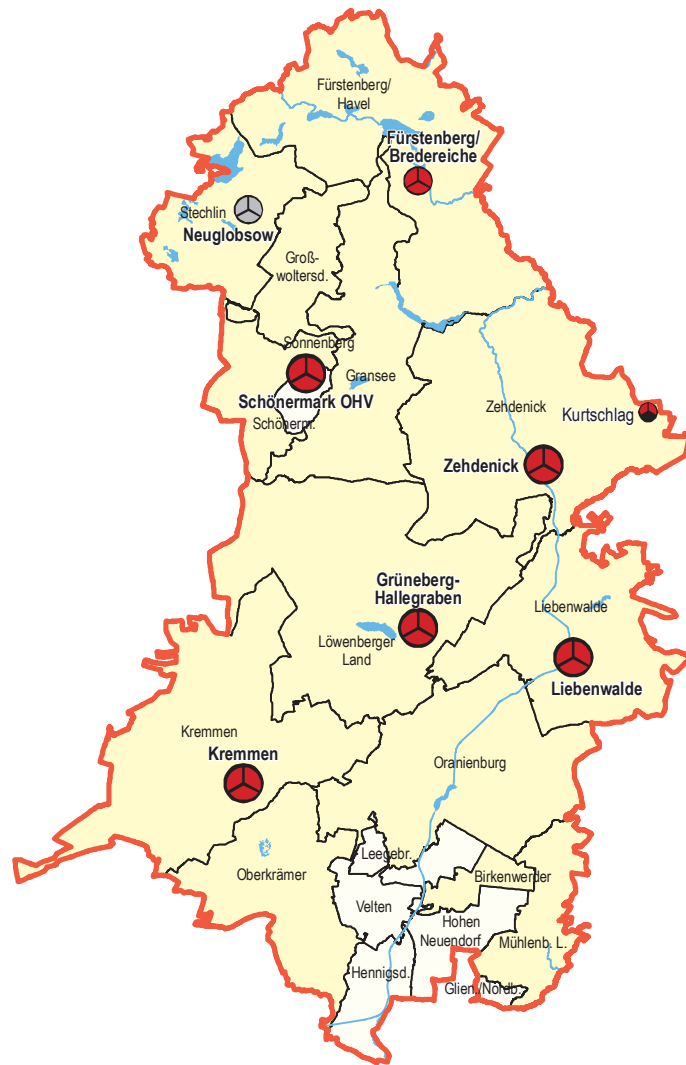 Fürstenberg/
Havel
Fürstenberg/
Bredereiche
Stechlin
Neuglobsow
Groß-
woltersd.
Sonnenberg
Gransee
Schönermark OHV
Schönerm.
Zehdenick
Kurtschlag
Zehdenick
Grüneberg-
Hallegraben
Liebenwalde
Löwenberger
Land
Liebenwalde
Kremmen
Kremmen
Oranienburg
Leegebr.
Oberkrämer
Birkenwerder
Velten
Hohen
Neuendorf
Mühlenb. L.
Hennigsd.
Glien./Nordb.